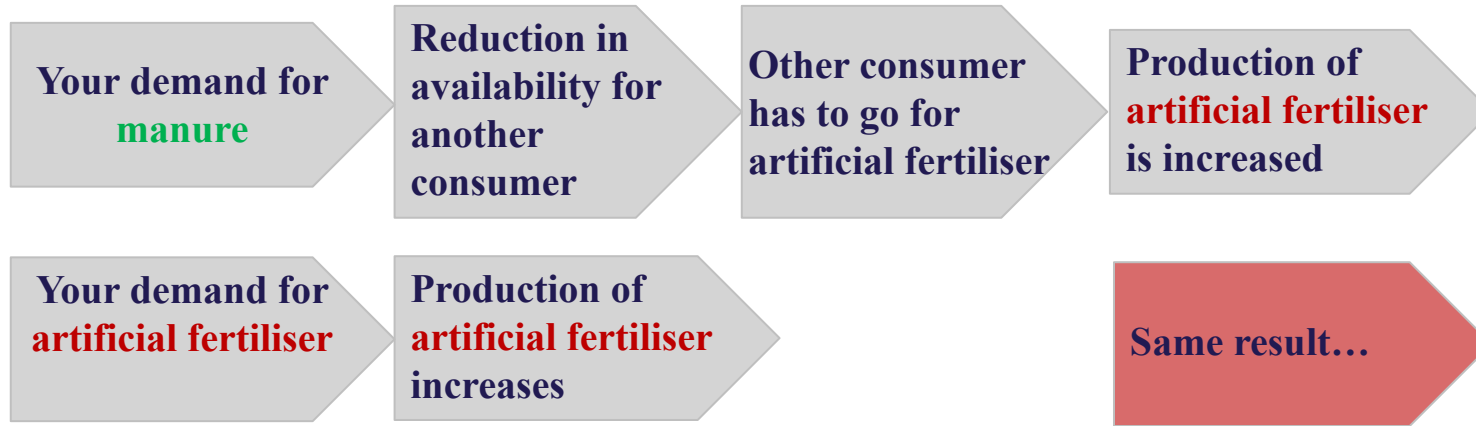 Your demand for
manure
Reduction in
availability for
another
consumer
Other consumer
has to go for
artificial fertiliser
Production of
artificial fertiliser
is increased
Your demand for
artificial fertiliser
Production of
artificial fertiliser
increases
Same result…